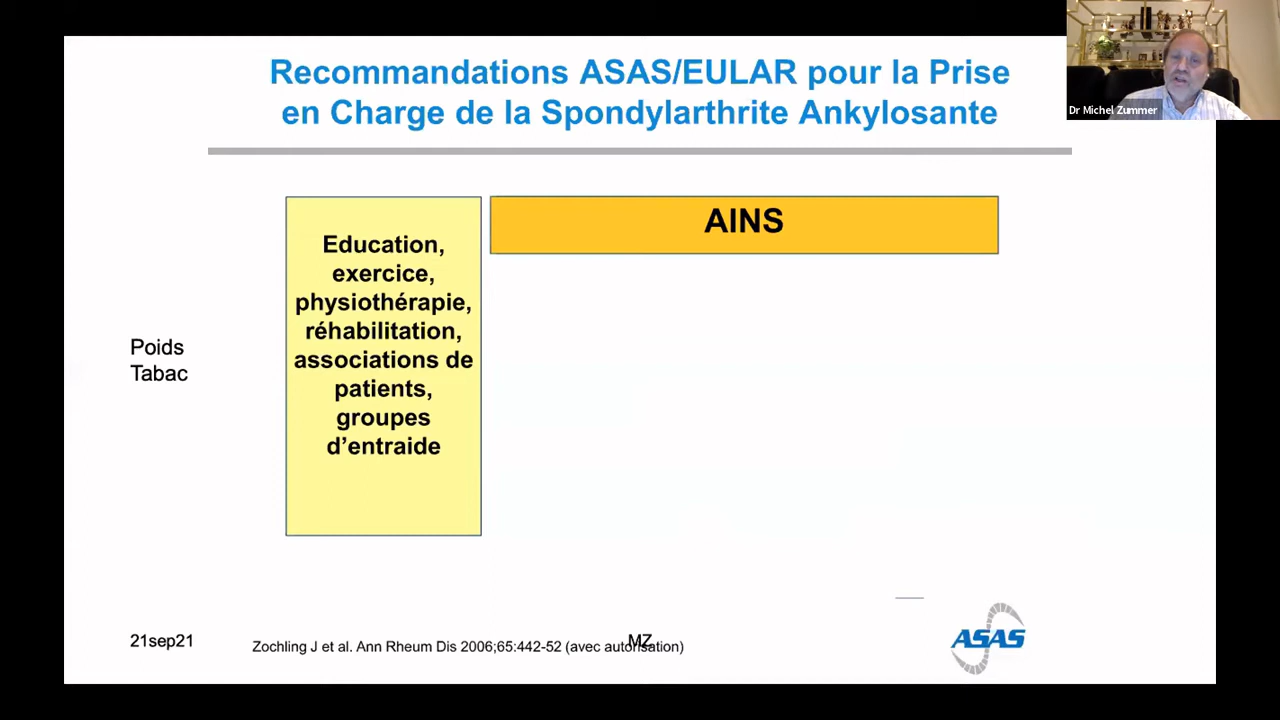 Recommandations ASAS/EULAR pour la Prise
en Charge de la Spondylarthrite Ankylosante
Dr Michel Zummer
AINS
Education,
exercice,
physiothérapie,
réhabilitation,
associations de
patients,
groupes
d’entraide
Poids
Tabac
21sep21
Zochling J et al. Ann Rheum Dis 2006;65:442-52 (avec autorisation)
MZ
ASAS